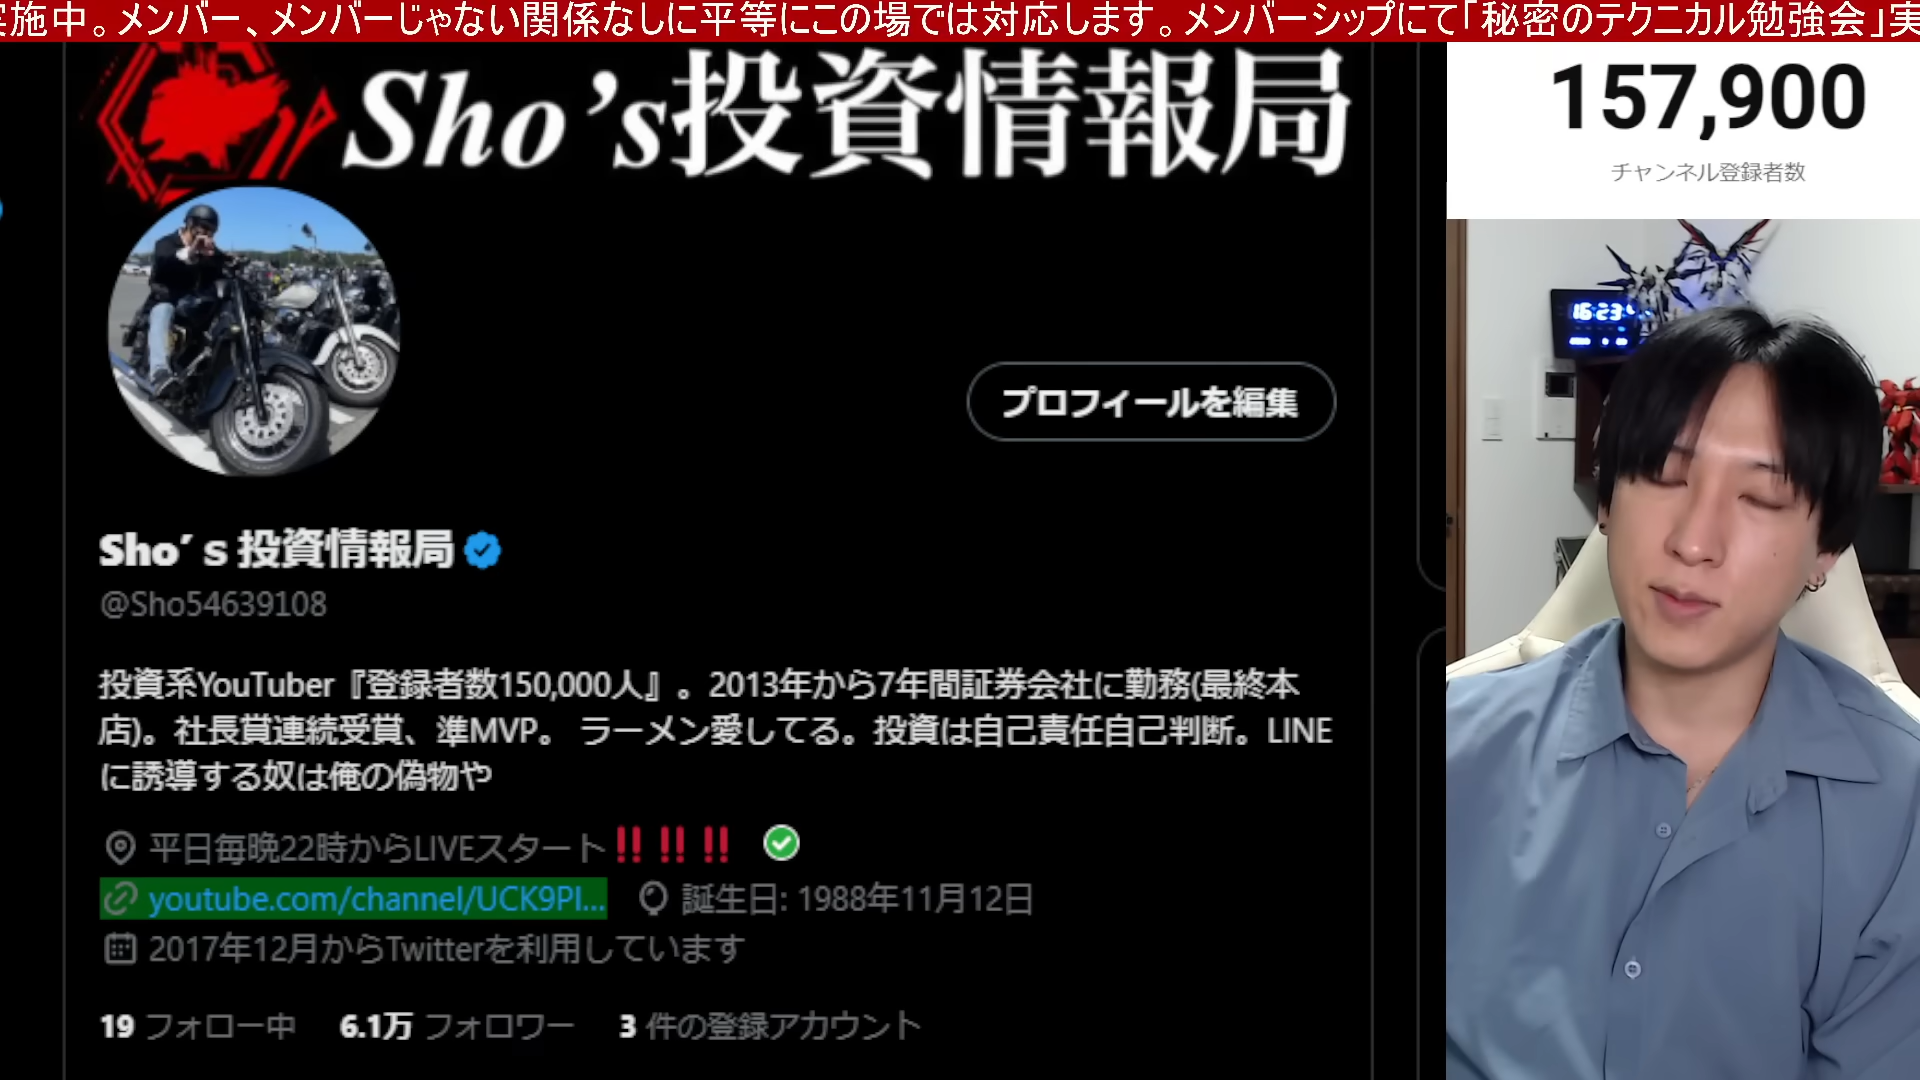 実施中。メンバー、メンバーじゃない関係なしに平等にこの場では対応します。メンバーシップにて「秘密のテクニカル勉強会」実
Sho's投資情報局
157,900
チャンネル登録者数
16:23
プロフィールを編集
Sho´ s 投資情報局
@Sho54639108
投資系YouTuber『登録者数150,000人』。2013年から7年間証券会社に勤務(最終本
店)。社長賞連続受賞、準MVP。 ラーメン愛してる。投資は自己責任自己判断。LINE
に誘導する奴は俺の偽物や
平日毎晩22時からLIVEスタート‼️ ‼️ ‼️
youtube.com/channel/UCK9PI...
誕生日: 1988年11月12日
2017年12月からTwitterを利用しています
19 フォロー中 6.1万 フォロワー 3 件の登録アカウント